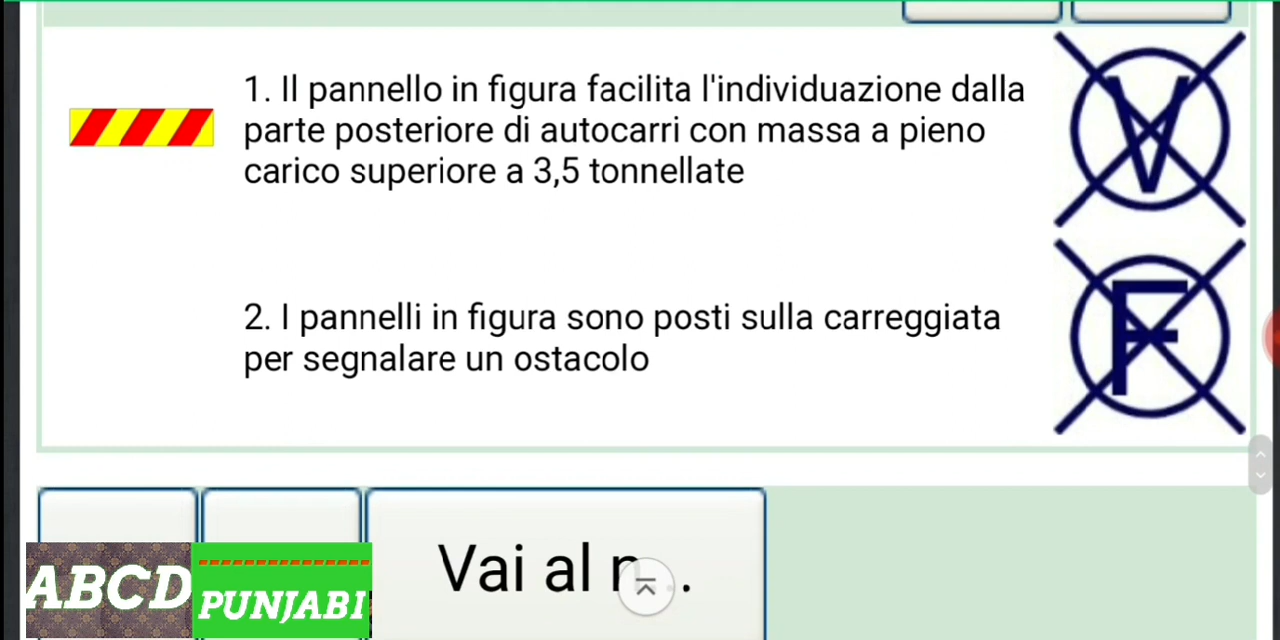 1. Il pannello in figura facilita l'individuazione dalla
parte posteriore di autocarri con massa a pieno
carico superiore a 3,5 tonnellate
V
2. I pannelli in figura sono posti sulla carreggiata
per segnalare un ostacolo
F
Vai al
ABCD
PUNJABI